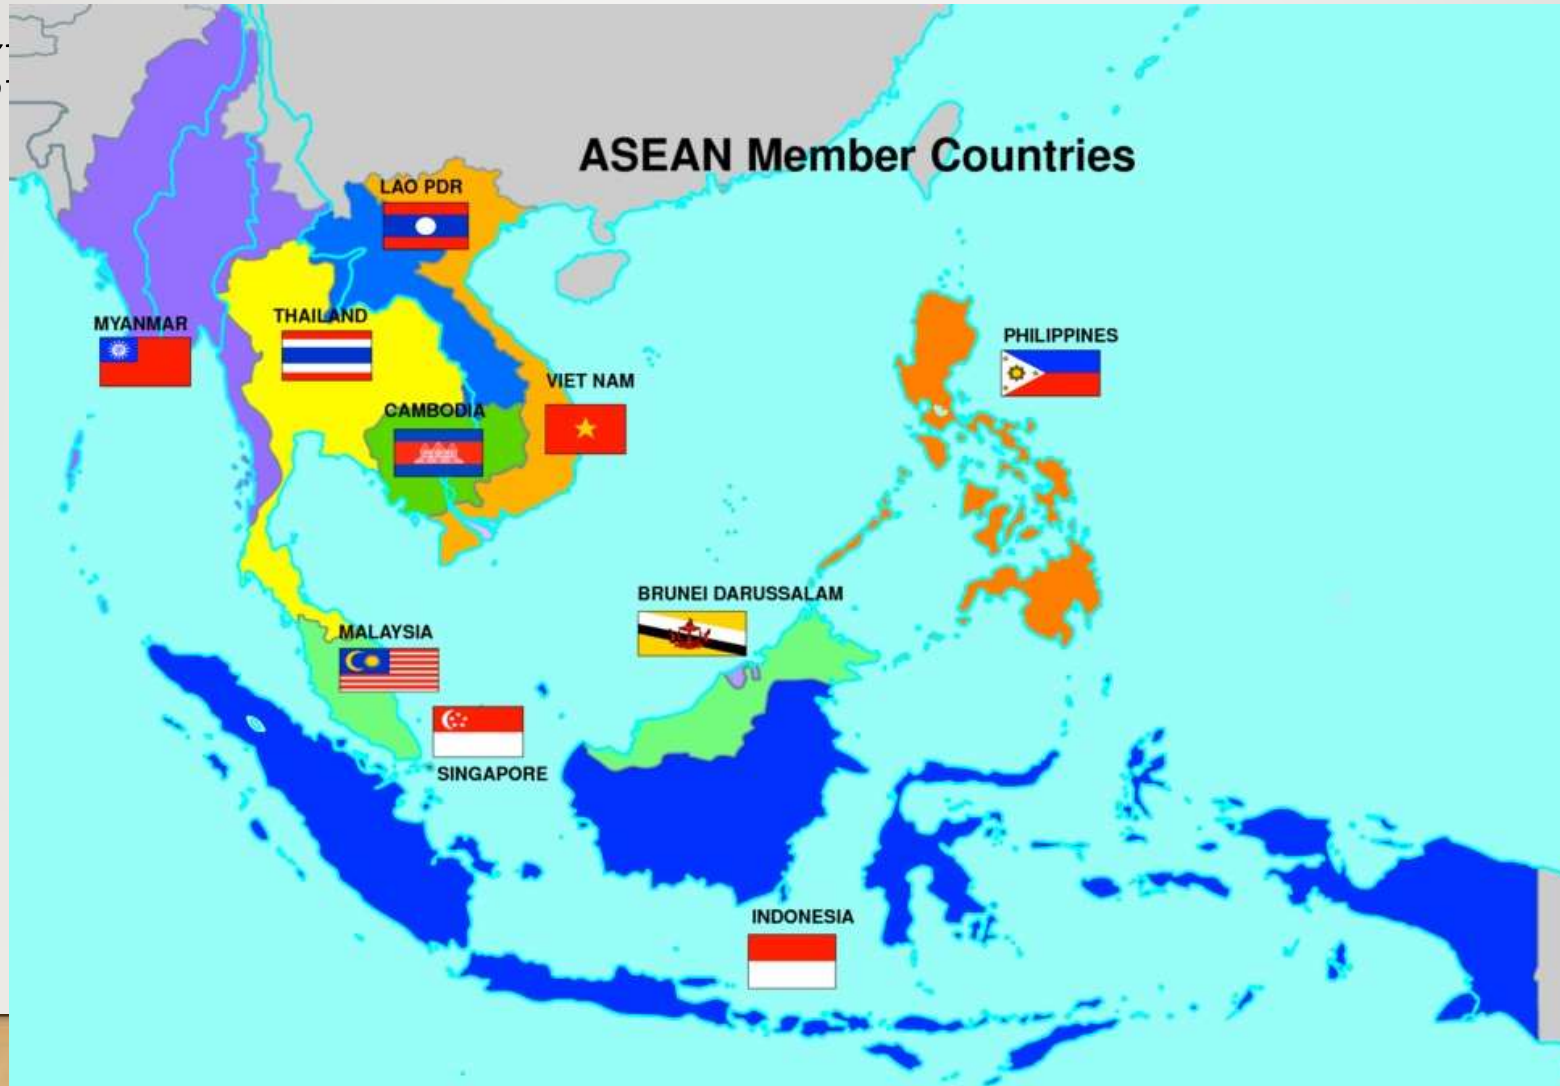 ASEAN Member Countries
LAO PDR
MYANMAR
THAILAND
PHILIPPINES
VIET NAM
CAMBODIA
BRUNEI DARUSSALAM
MALAYSIA
SINGAPORE
INDONESIA